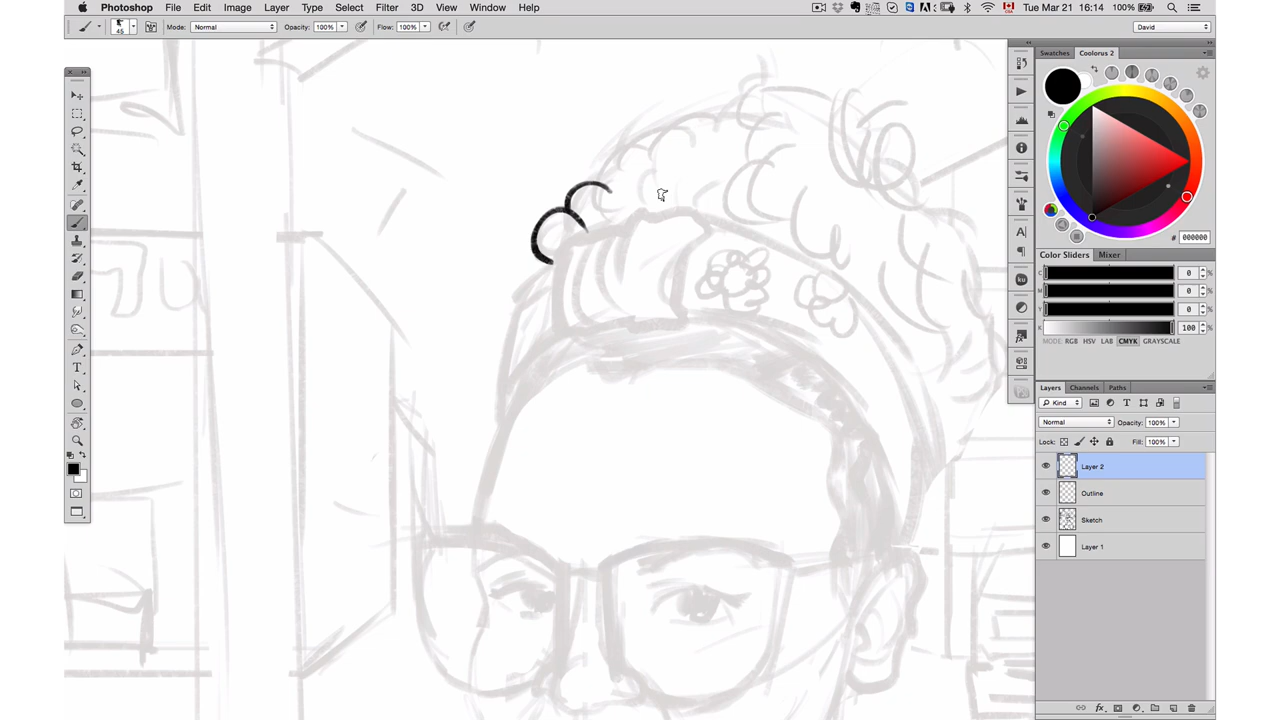 Photoshop File Edit Image Layer Type Select Filter 3D View Window Help Tue Mar 21 16:14 100%
45 Mode: Normal Opacity: 100% Flow: 100% David
Swatches Coolorus 2
# 000000
Color Sliders Mixer
C 0 %
M 0 %
Y 0 %
K 100 %
MODE: RGB HSV LAB CMYK GRAYSCALE
Layers Channels Paths
Kind
Normal Opacity: 100%
Lock: Fill: 100%
Layer 2
Outline
Sketch
Layer 1